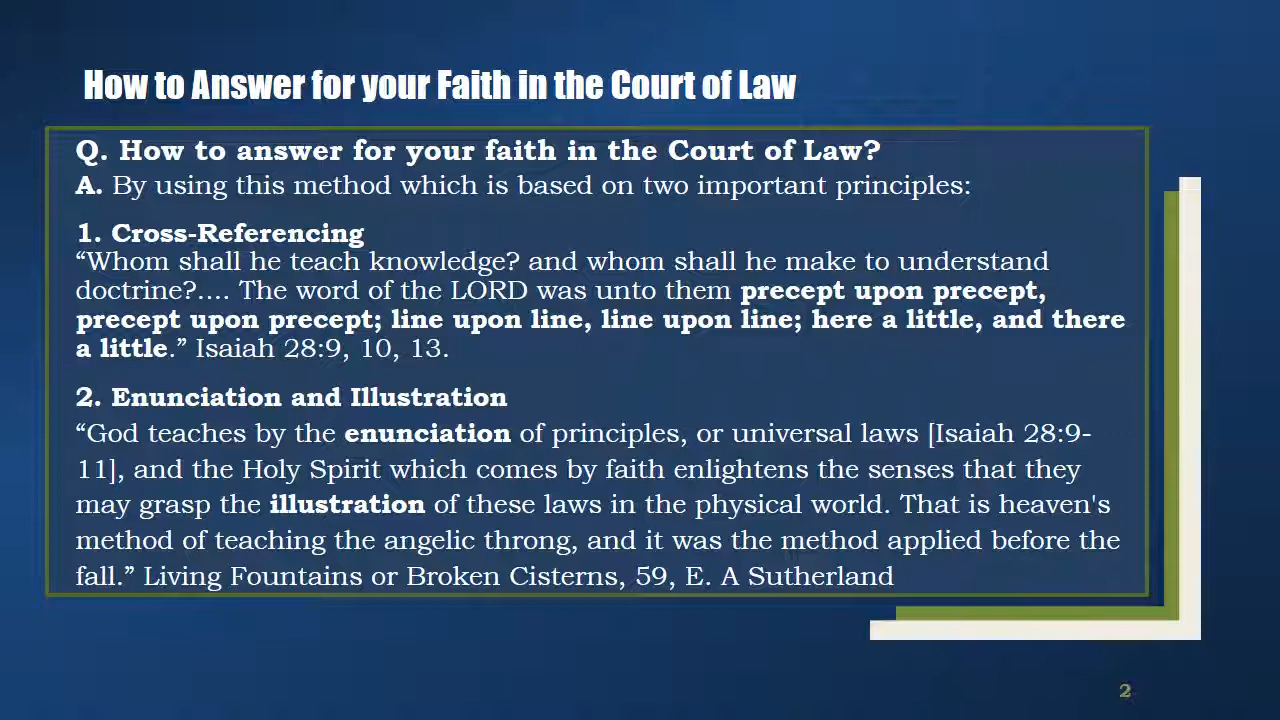 How to Answer for your Faith in the Court of Law
Q. How to answer for your faith in the Court of Law?
A. By using this method which is based on two important principles:
1. Cross-Referencing
“Whom shall he teach knowledge? and whom shall he make to understand
doctrine?.... The word of the LORD was unto them precept upon precept,
precept upon precept; line upon line, line upon line; here a little, and there
a little.” Isaiah 28:9, 10, 13.
2. Enunciation and Illustration
“God teaches by the enunciation of principles, or universal laws [Isaiah 28:9-
11], and the Holy Spirit which comes by faith enlightens the senses that they
may grasp the illustration of these laws in the physical world. That is heaven's
method of teaching the angelic throng, and it was the method applied before the
fall.” Living Fountains or Broken Cisterns, 59, E. A Sutherland
2